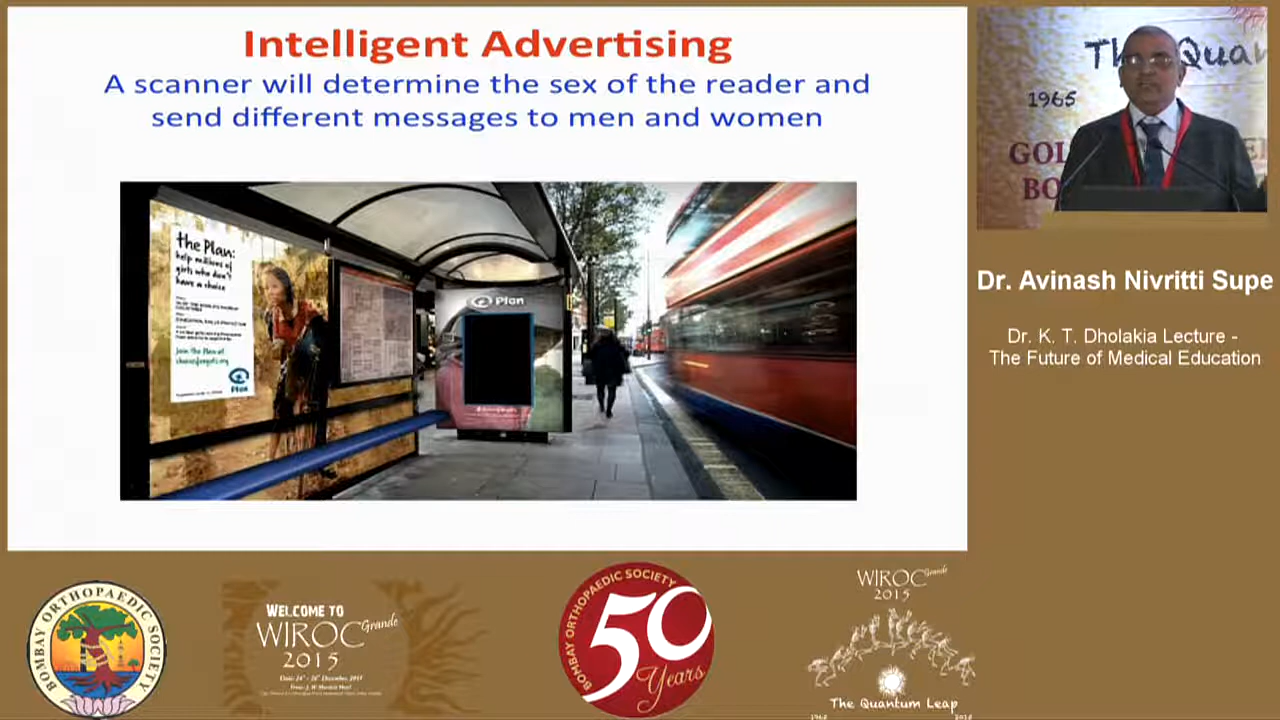 Intelligent Advertising
A scanner will determine the sex of the reader and
send different messages to men and women
the Plan:
help millions of
girls who don't
have a choice
Join the Plan at
Plan
Plan
The Quan
1965
GOL
BO
Dr. Avinash Nivritti Supe
Dr. K. T. Dholakia Lecture -
The Future of Medical Education
BOMBAY ORTHOPAEDIC SOCIETY
WELCOME TO
WIROC Grande
2015
BOMBAY ORTHOPAEDIC SOCIETY
50
Years
WIROC Grande
2015
The Quantum Leap
1965 2015